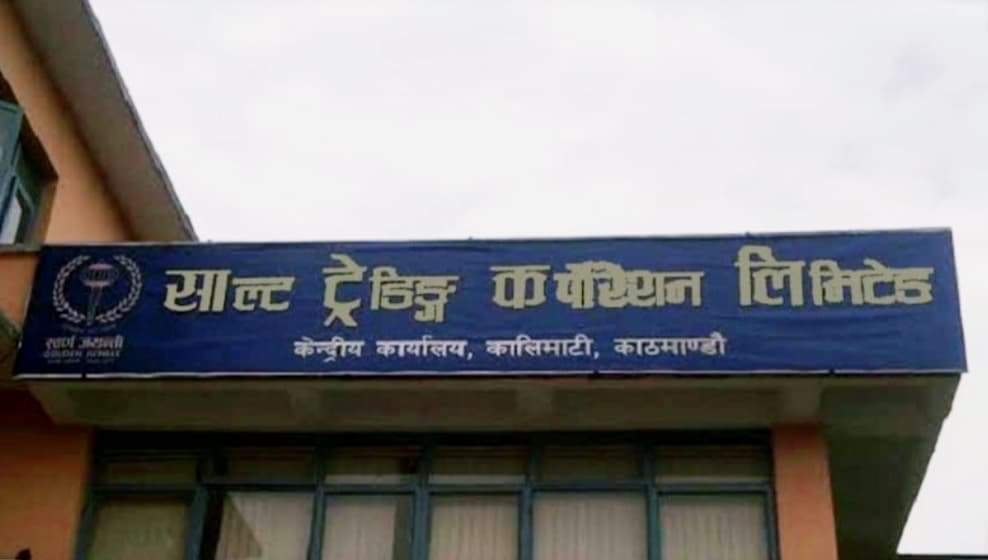 साल्ट ट्रेडिङ्ग कर्पोरेशन लिमिटेड
केन्द्रीय कार्यालय, कालिमाटी, काठमाण्डौ
स्वर्ण जयन्ती
GOLDEN JUBILEE